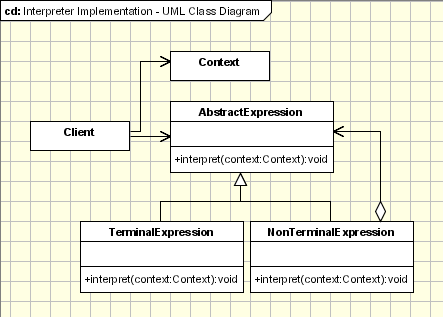 cd: Interpreter Implementation - UML Class Diagram
Context
AbstractExpression
Client
+interpret(context:Context):void
TerminalExpression
NonTerminalExpression
+interpret(context:Context):void
+interpret(context:Context):void